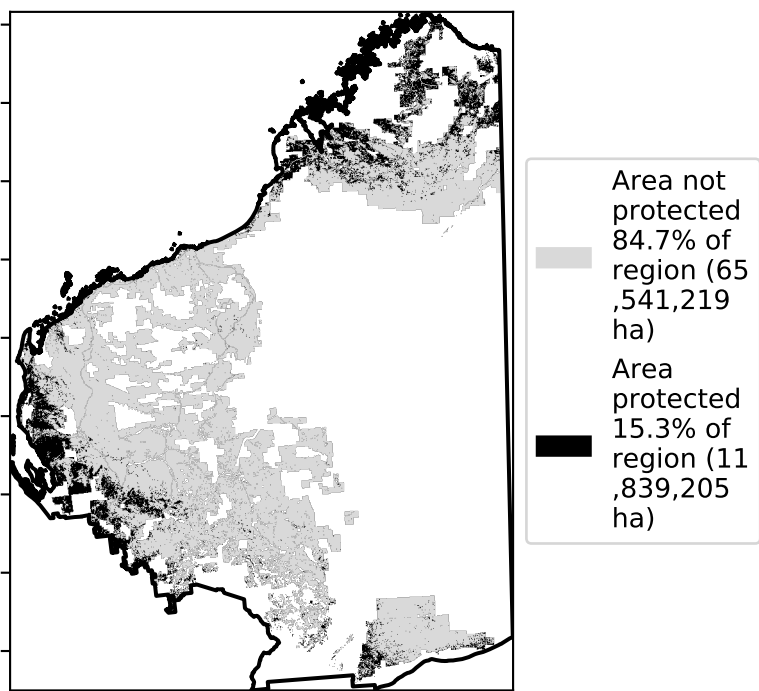 Area not
protected
84.7% of
region (65
,541,219
ha)
Area
protected
15.3% of
region (11
,839,205
ha)